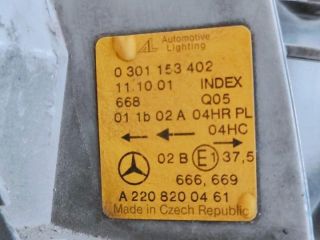 AL Automotive
Lighting
0 301 153 402
11.10.01 INDEX
668 Q05
01 1b 02 A 04HR PL
04HC
02 B E1 37,5
666, 669
A 220 820 04 61
Made in Czech Republic